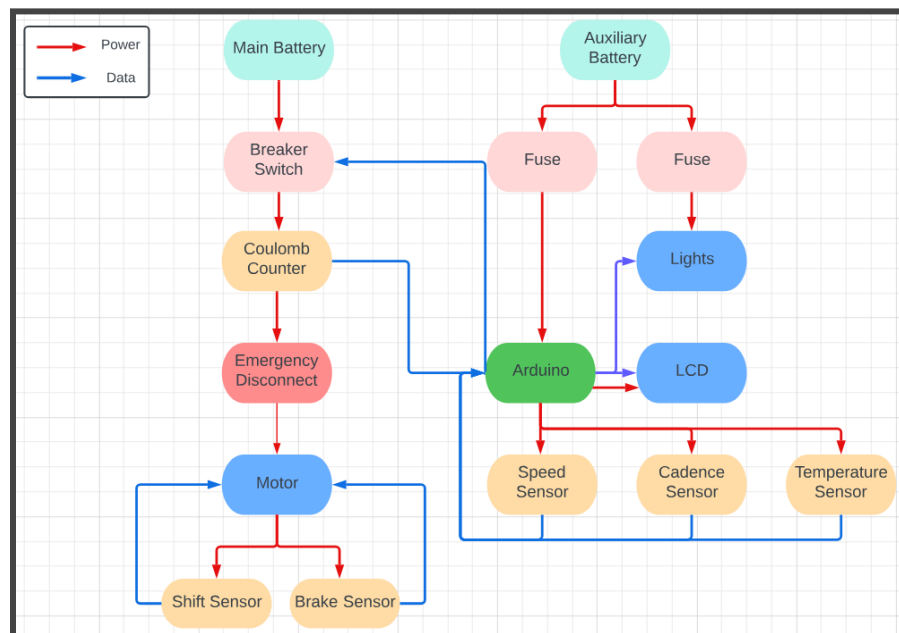 Power
Data
Main Battery
Auxiliary
Battery
Breaker
Switch
Fuse
Fuse
Coulomb
Counter
Lights
Emergency
Disconnect
Arduino
LCD
Motor
Speed
Sensor
Cadence
Sensor
Temperature
Sensor
Shift Sensor
Brake Sensor